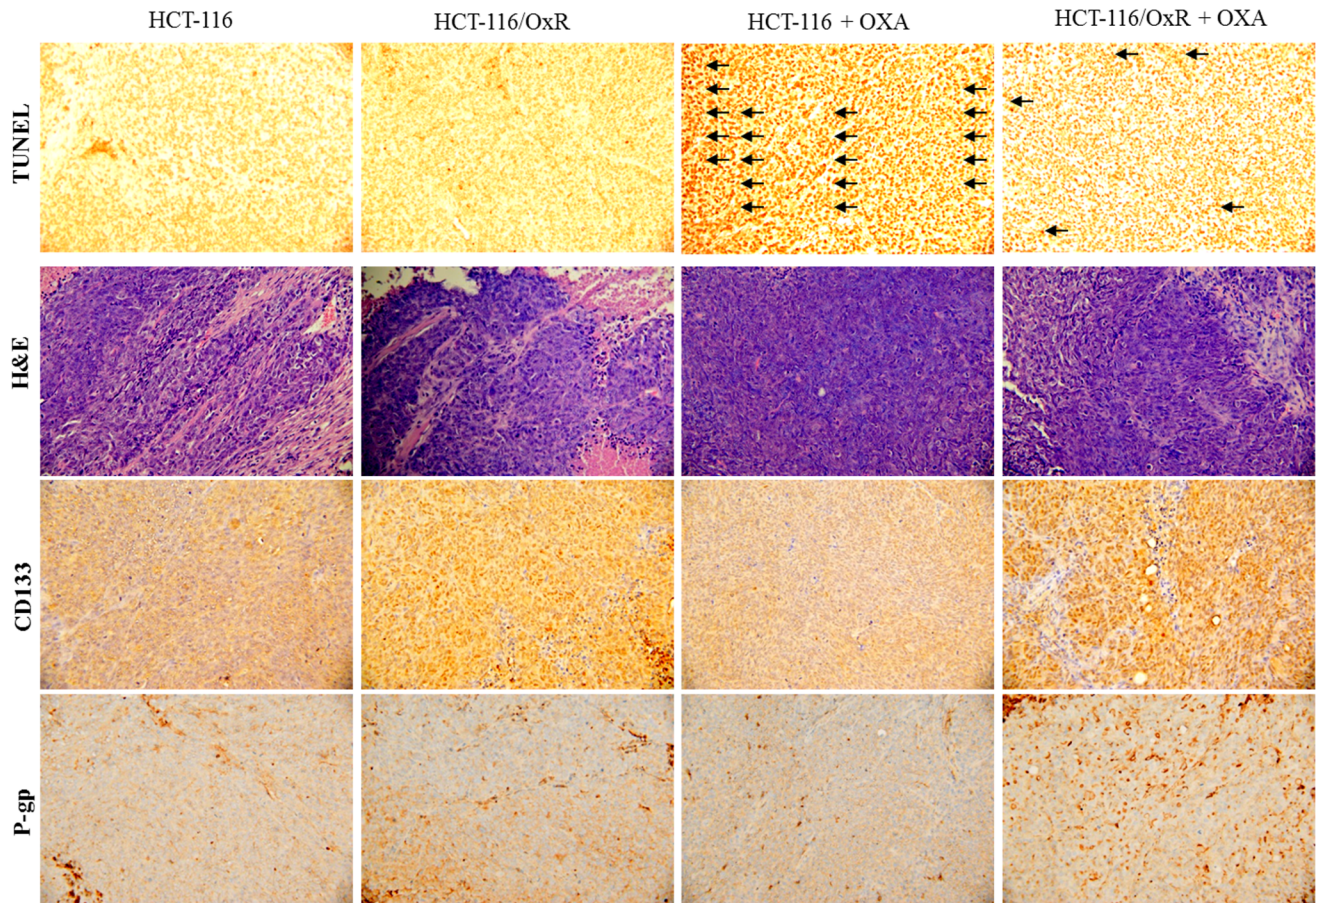 HCT-116
HCT-116/OxR
HCT-116 + OXA
HCT-116/OxR + OXA
TUNEL
H&E
CD133
P-gp